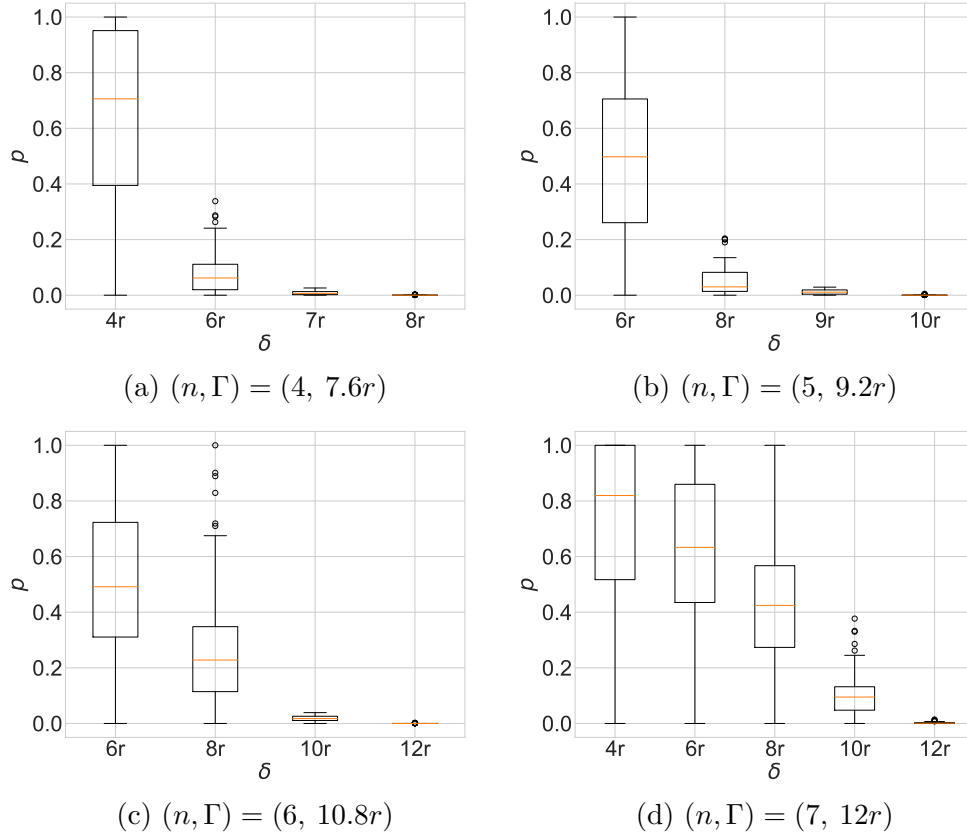 1.0
0.8
0.6
0.4
0.2
0.0
p
4r 6r 7r 8r
δ
(a) (n, Γ) = (4, 7.6r)
1.0
0.8
0.6
0.4
0.2
0.0
p
6r 8r 9r 10r
δ
(b) (n, Γ) = (5, 9.2r)
1.0
0.8
0.6
0.4
0.2
0.0
p
6r 8r 10r 12r
δ
(c) (n, Γ) = (6, 10.8r)
1.0
0.8
0.6
0.4
0.2
0.0
p
4r 6r 8r 10r 12r
δ
(d) (n, Γ) = (7, 12r)